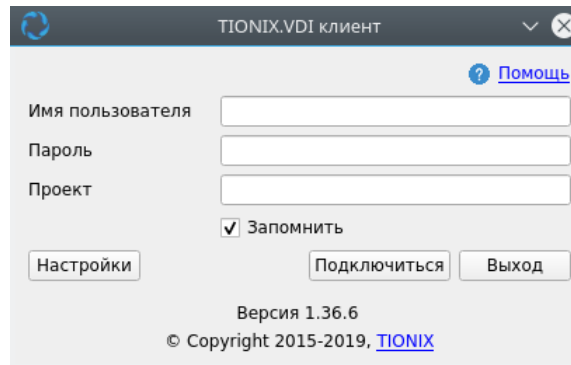 TIONIX.VDI клиент
Помощь
Имя пользователя
Пароль
Проект
Запомнить
Настройки Подключиться Выход
Версия 1.36.6
© Copyright 2015-2019, TIONIX